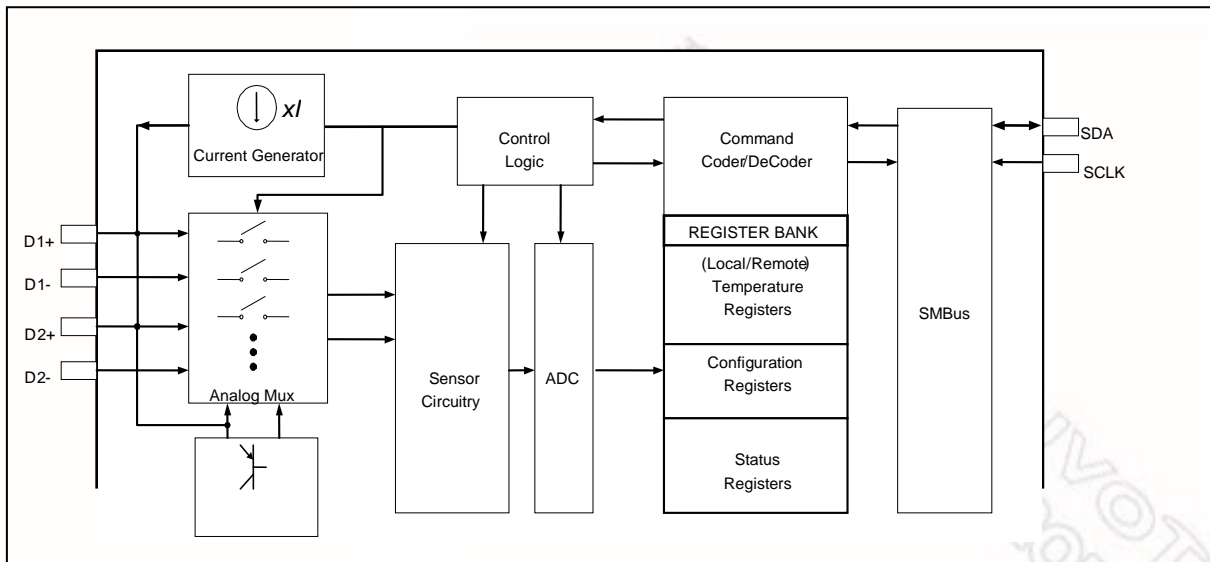 xI
Current Generator
Control
Logic
Command
Coder/DeCoder
SDA
SCLK
D1+
D1-
D2+
D2-
Analog Mux
Sensor
Circuitry
ADC
REGISTER BANK
(Local/Remote)
Temperature
Registers
Configuration
Registers
Status
Registers
SMBus